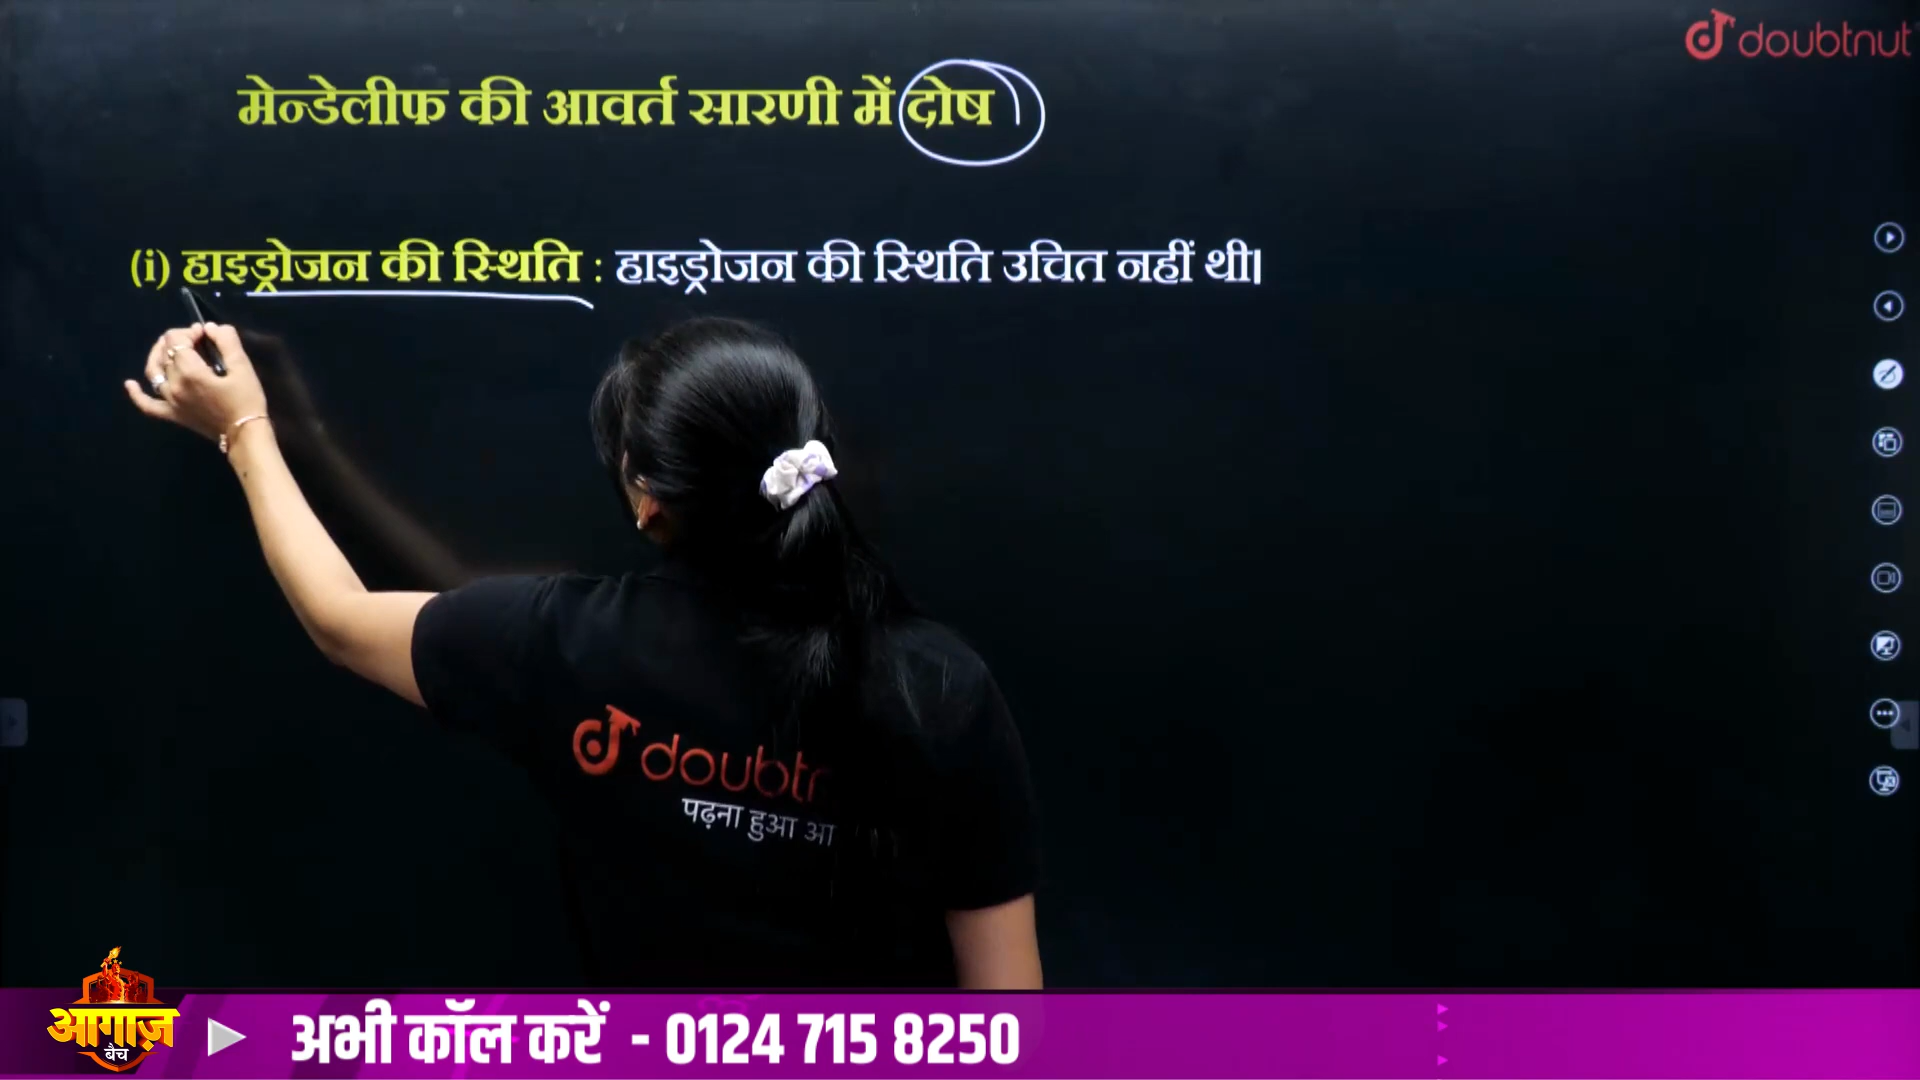 doubtnut
मेन्डेलीफ की आवर्त सारणी में दोष
(i) हाइड्रोजन की स्थिति : हाइड्रोजन की स्थिति उचित नहीं थी।
doubtn
पढ़ना हुआ आ
आगाज़
बैच
अभी कॉल करें - 0124 715 8250